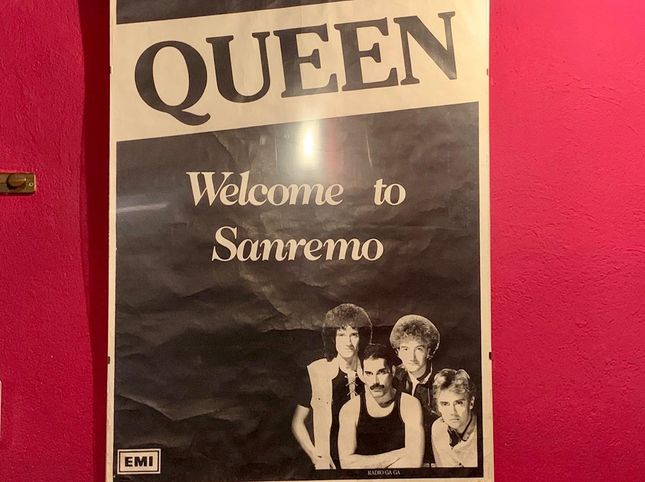 QUEEN
Welcome to
Sanremo
EMI
RADIO GA GA